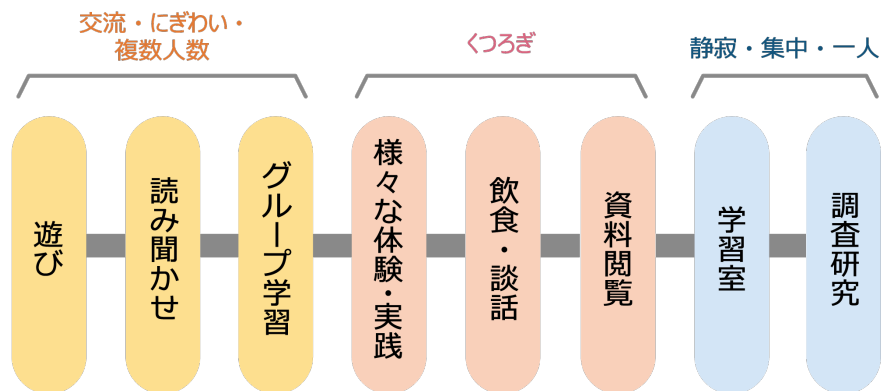 交流・にぎわい・
複数人数
くつろぎ
静寂・集中・一人
遊び
読み聞かせ
グループ学習
様々な体験・実践
飲食・談話
資料閲覧
学習室
調査研究